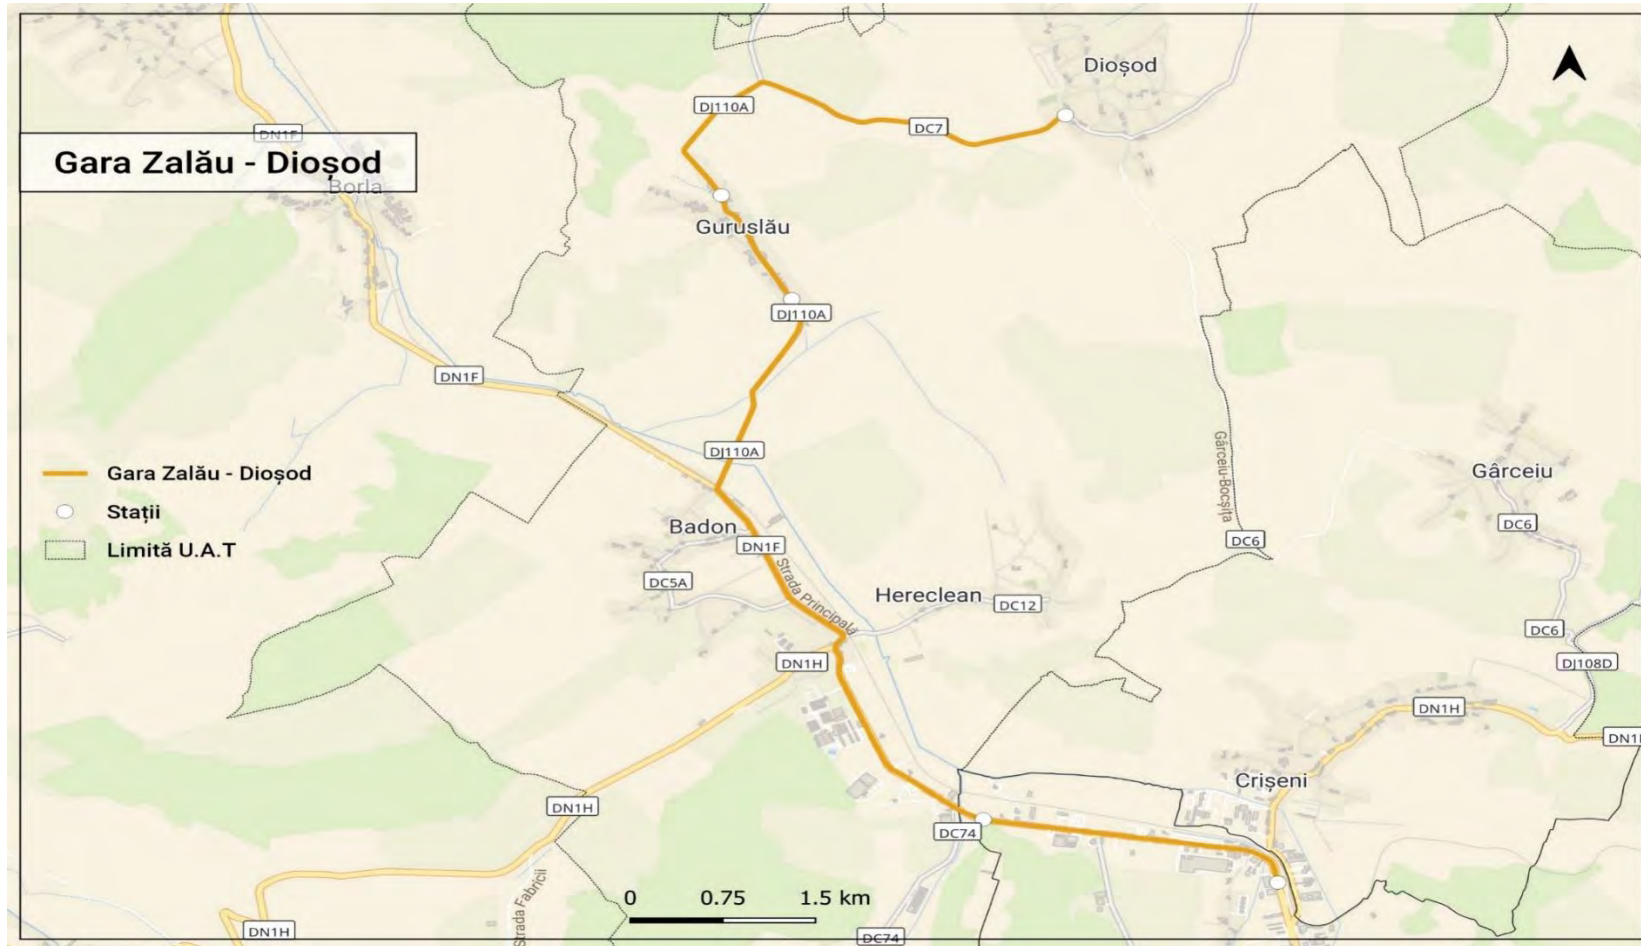 Dioșod
DJ110A
DC7
DN1F
Gara Zalău - Dioșod
Borla
Guruslău
DJ110A
DN1F
DJ110A
Gârceiu-Bocșița
Gârceiu
Gara Zalău - Dioșod
Stații
Limită U.A.T
Badon
DN1F
DC6
DC6
DC5A
Strada Principală
Hereclean
DC12
DC6
DN1H
DJ108D
DN1H
DN1H
Crișeni
DN1H
DC74
Strada Fabricii
0 0.75 1.5 km
DN1H
DC74